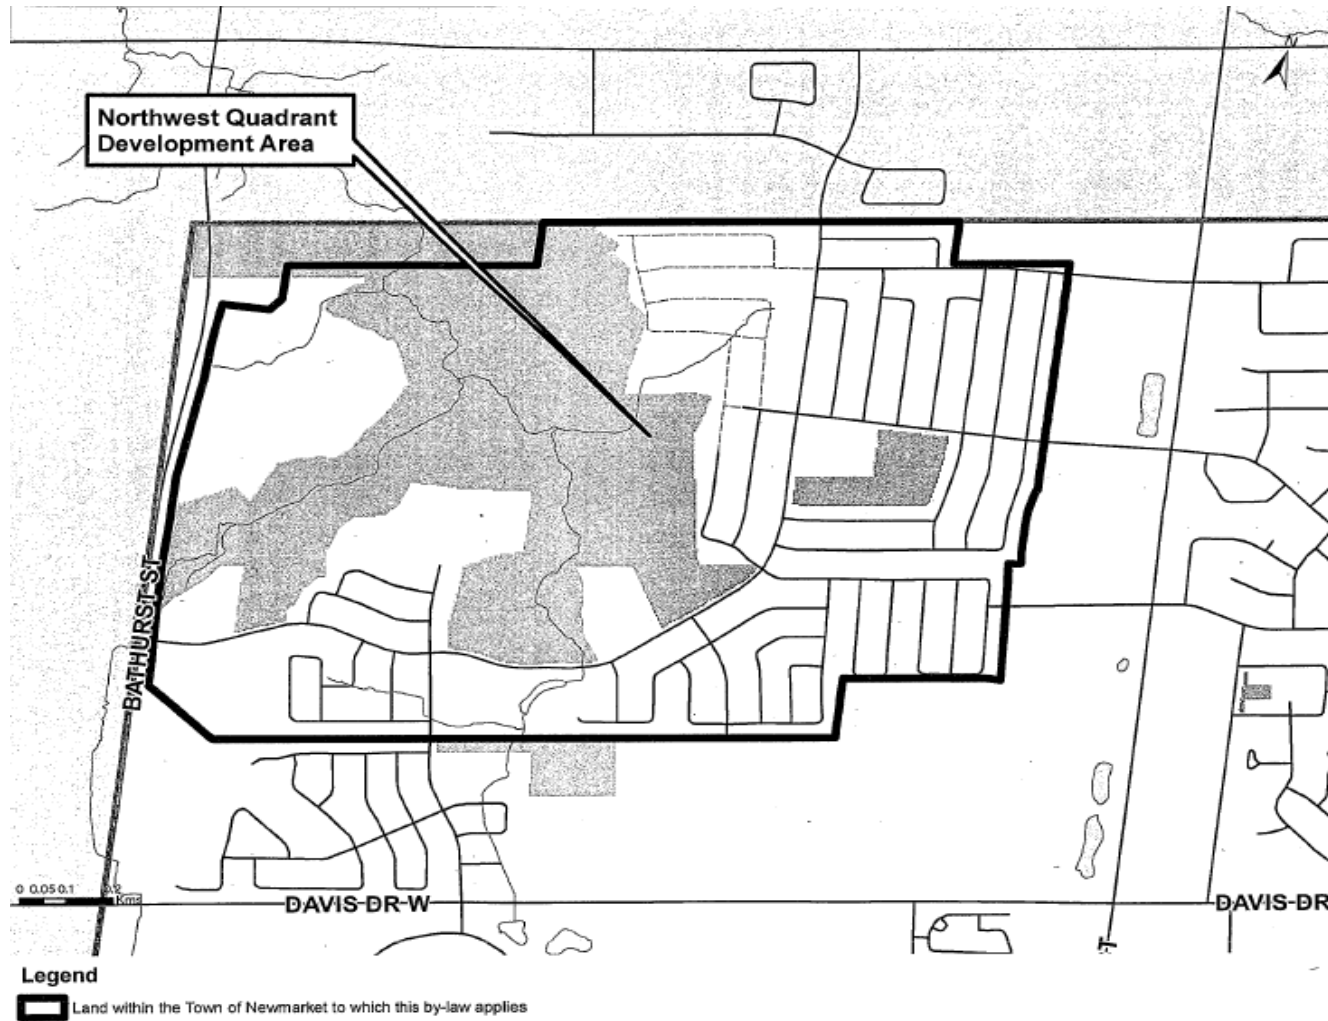 N
Northwest Quadrant
Development Area
BATHURST ST
0 0.05 0.1 0.2
Kms
DAVIS DR W
DAVIS DR
Legend
Land within the Town of Newmarket to which this by-law applies